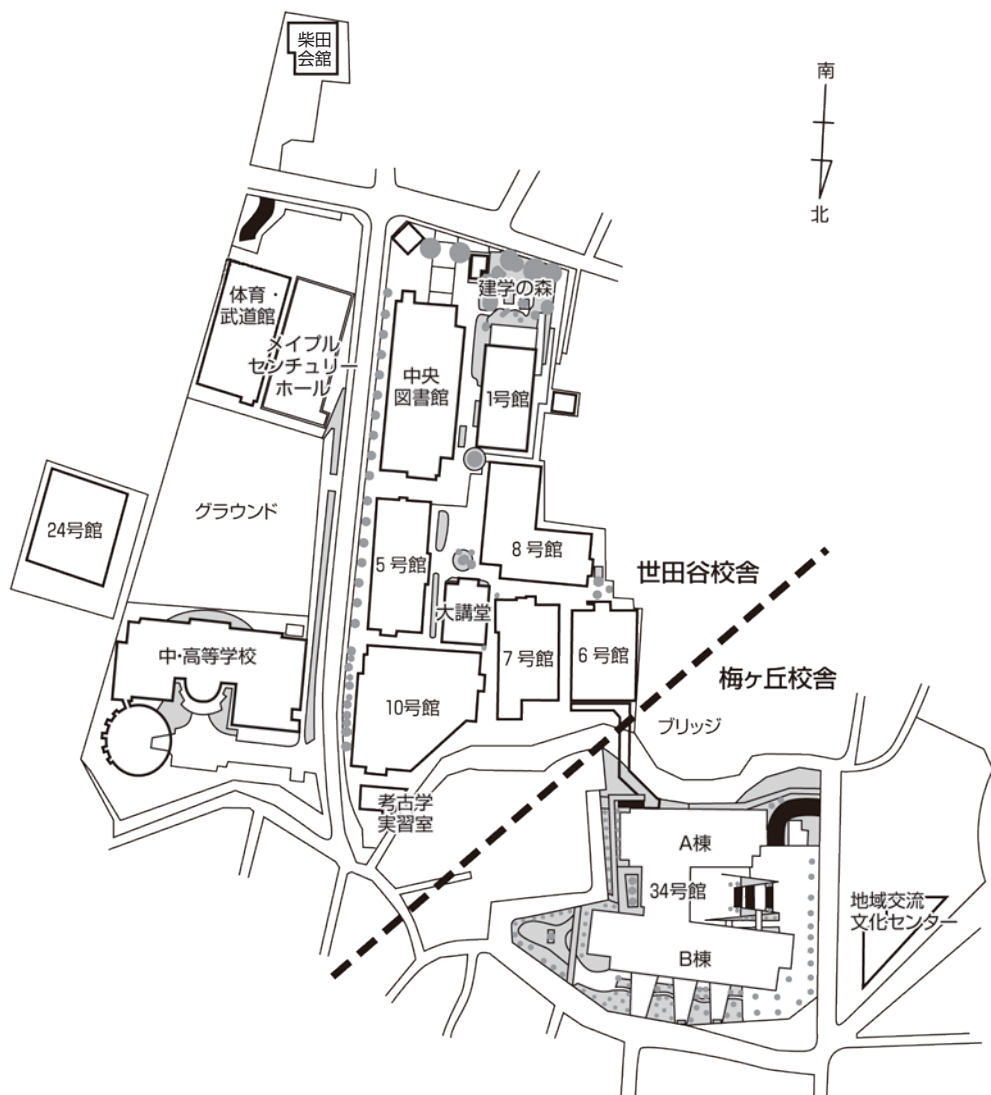 柴田
会舘
南
北
建学の森
体育・
武道館
メイプル
センチュリー
ホール
中央
図書館
1号館
グラウンド
24号館
5 号館
8 号館
世田谷校舎
大講堂
中・高等学校
7 号館
6 号館
梅ヶ丘校舎
10号館
ブリッジ
考古学
実習室
A棟
34号館
地域交流
文化センター
B棟